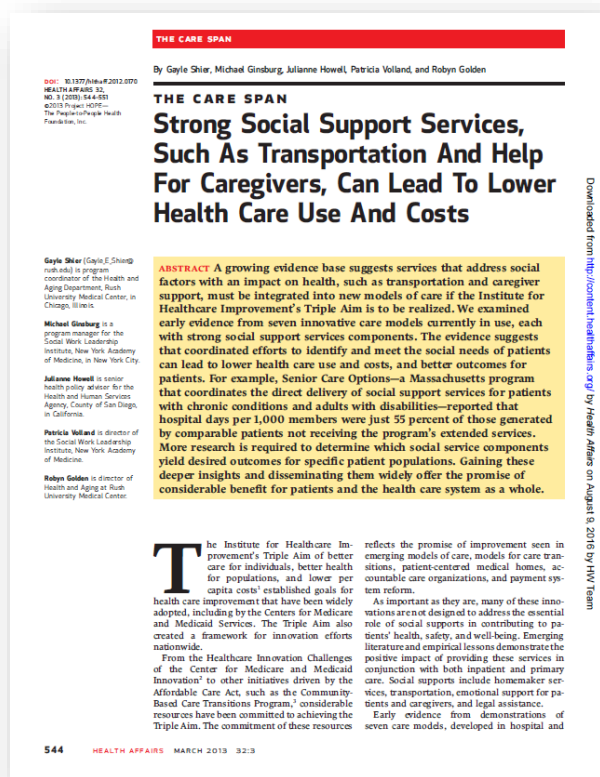 THE CARE SPAN
By Gayle Shier, Michael Ginsburg, Julianne Howell, Patricia Volland, and Robyn Golden
DOI: 10.1377/hlthaff.2012.0170
HEALTH AFFAIRS 32,
NO. 3 (2013): 544-551
©2013 Project HOPE—
The People-to-People Health
Foundation, Inc.
THE CARE SPAN
Strong Social Support Services,
Such As Transportation And Help
For Caregivers, Can Lead To Lower
Health Care Use And Costs
Gayle Shier (Gayle_E_Shier@
rush.edu) is program
coordinator of the Health and
Aging Department, Rush
University Medical Center, in
Chicago, Illinois.
Michael Ginsburg is a
program manager for the
Social Work Leadership
Institute, New York Academy
of Medicine, in New York City.
Julianne Howell is senior
health policy adviser for the
Health and Human Services
Agency, County of San Diego,
in California.
Patricia Volland is director of
the Social Work Leadership
Institute, New York Academy
of Medicine.
Robyn Golden is director of
Health and Aging at Rush
University Medical Center.
ABSTRACT A growing evidence base suggests services that address social
factors with an impact on health, such as transportation and caregiver
support, must be integrated into new models of care if the Institute for
Healthcare Improvement's Triple Aim is to be realized. We examined
early evidence from seven innovative care models currently in use, each
with strong social support services components. The evidence suggests
that coordinated efforts to identify and meet the social needs of patients
can lead to lower health care use and costs, and better outcomes for
patients. For example, Senior Care Options—a Massachusetts program
that coordinates the direct delivery of social support services for patients
with chronic conditions and adults with disabilities—reported that
hospital days per 1,000 members were just 55 percent of those generated
by comparable patients not receiving the program's extended services.
More research is required to determine which social service components
yield desired outcomes for specific patient populations. Gaining these
deeper insights and disseminating them widely offer the promise of
considerable benefit for patients and the health care system as a whole.
The Institute for Healthcare Im-
provement's Triple Aim of better
care for individuals, better health
for populations, and lower per
capita costs1 established goals for
health care improvement that have been widely
adopted, including by the Centers for Medicare
and Medicaid Services. The Triple Aim also
created a framework for innovation efforts
nationwide.
From the Healthcare Innovation Challenges
of the Center for Medicare and Medicaid
Innovation2 to other initiatives driven by the
Affordable Care Act, such as the Community-
Based Care Transitions Program,3 considerable
resources have been committed to achieving the
Triple Aim. The commitment of these resources
reflects the promise of improvement seen in
emerging models of care, models for care tran-
sitions, patient-centered medical homes, ac-
countable care organizations, and payment sys-
tem reform.
As important as they are, many of these inno-
vations are not designed to address the essential
role of social supports in contributing to pa-
tients' health, safety, and well-being. Emerging
literature and empirical lessons demonstrate the
positive impact of providing these services in
conjunction with both inpatient and primary
care. Social supports include homemaker ser-
vices, transportation, emotional support for pa-
tients and caregivers, and legal assistance.
Early evidence from demonstrations of
seven care models, developed in hospital and
544 HEALTH AFFAIRS MARCH 2013 32:3
Downloaded from http://content.healthaffairs.org/ by Health Affairs on August 9, 2016 by HW Team